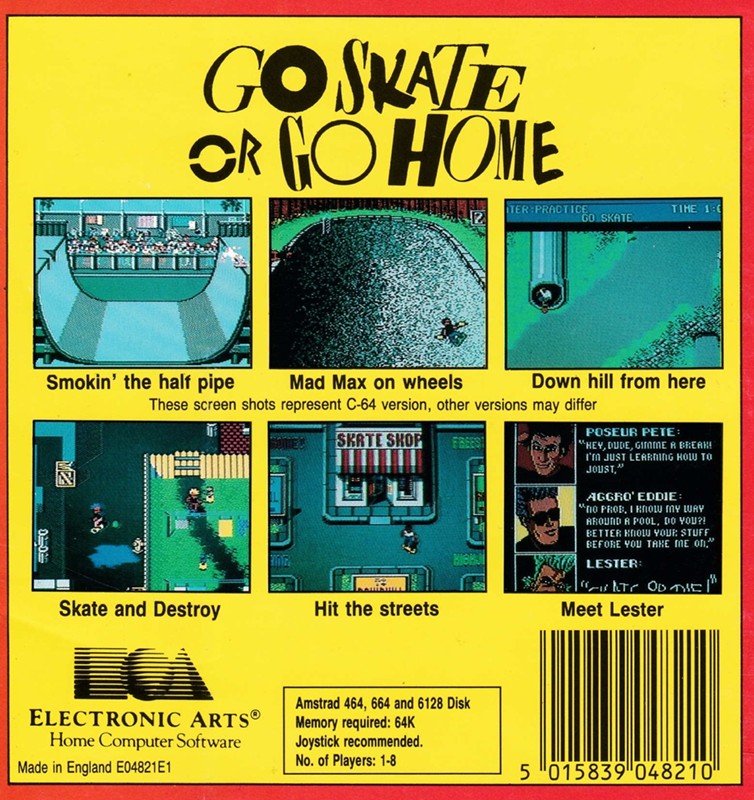 GO SKATE
OR GO HOME
TER:PRACTICE TIME 1:
GO SKATE
Smokin' the half pipe
Mad Max on wheels
Down hill from here
These screen shots represent C-64 version, other versions may differ
SKATE SHOP
POSEUR PETE:
"HEY, DUDE, GIMME A BREAK!
I'M JUST LEARNING HOW TO
JOUST,"
AGGRO' EDDIE:
"NO PROB, I KNOW MY WAY
AROUND A POOL, DO YOU?!
BETTER KNOW YOUR STUFF
BEFORE YOU TAKE ME ON."
LESTER:
Skate and Destroy
Hit the streets
Meet Lester
ELECTRONIC ARTS®
Home Computer Software
Made in England E04821E1
Amstrad 464, 664 and 6128 Disk
Memory required: 64K
Joystick recommended.
No. of Players: 1-8
5 015839 048210